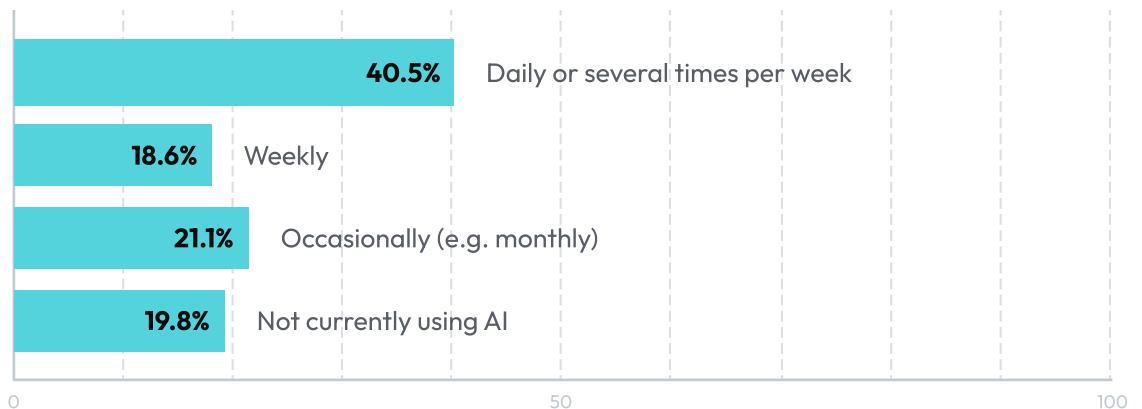 40.5% Daily or several times per week
18.6% Weekly
21.1% Occasionally (e.g. monthly)
19.8% Not currently using AI
0 50 100